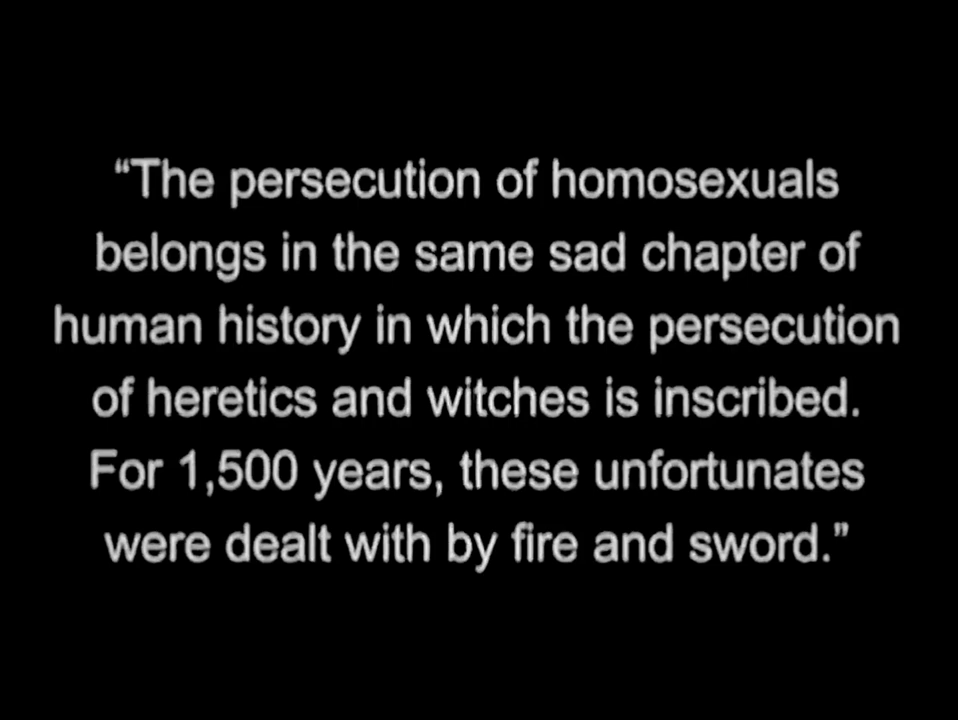 “The persecution of homosexuals
belongs in the same sad chapter of
human history in which the persecution
of heretics and witches is inscribed.
For 1,500 years, these unfortunates
were dealt with by fire and sword.”